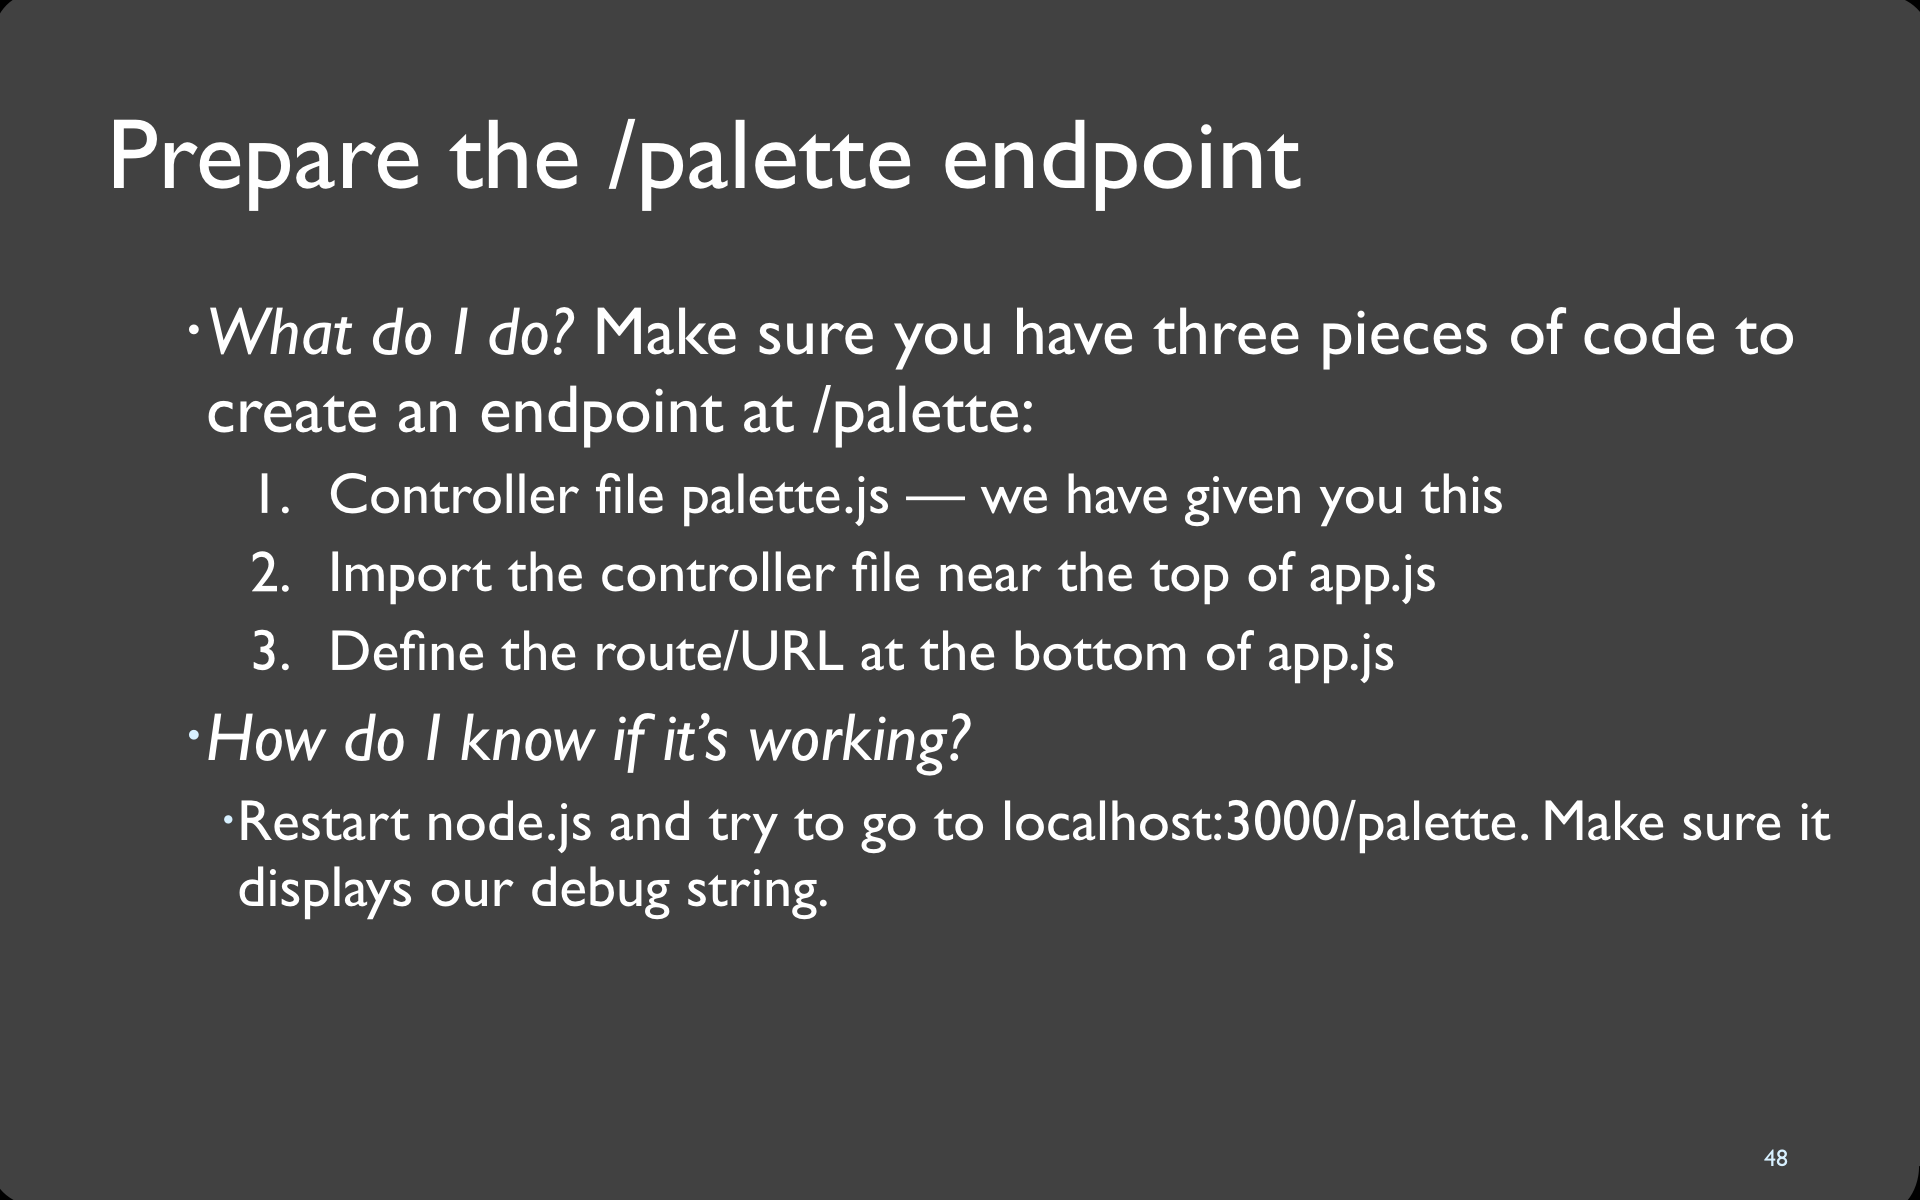 Prepare the /palette endpoint
·What do I do? Make sure you have three pieces of code to
create an endpoint at /palette:
1. Controller file palette.js — we have given you this
2. Import the controller file near the top of app.js
3. Define the route/URL at the bottom of app.js
·How do I know if it’s working?
·Restart node.js and try to go to localhost:3000/palette. Make sure it
displays our debug string.
48